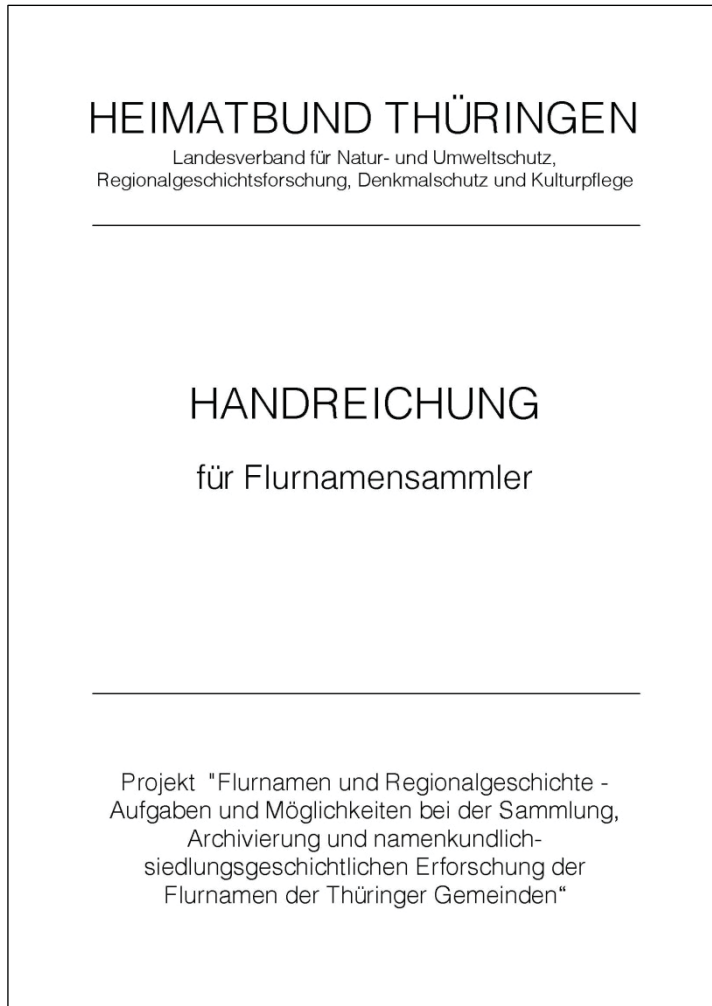 HEIMATBUND THÜRINGEN
Landesverband für Natur- und Umweltschutz,
Regionalgeschichtsforschung, Denkmalschutz und Kulturpflege
HANDREICHUNG
für Flurnamensammler
Projekt "Flurnamen und Regionalgeschichte -
Aufgaben und Möglichkeiten bei der Sammlung,
Archivierung und namenkundlich-
siedlungsgeschichtlichen Erforschung der
Flurnamen der Thüringer Gemeinden“